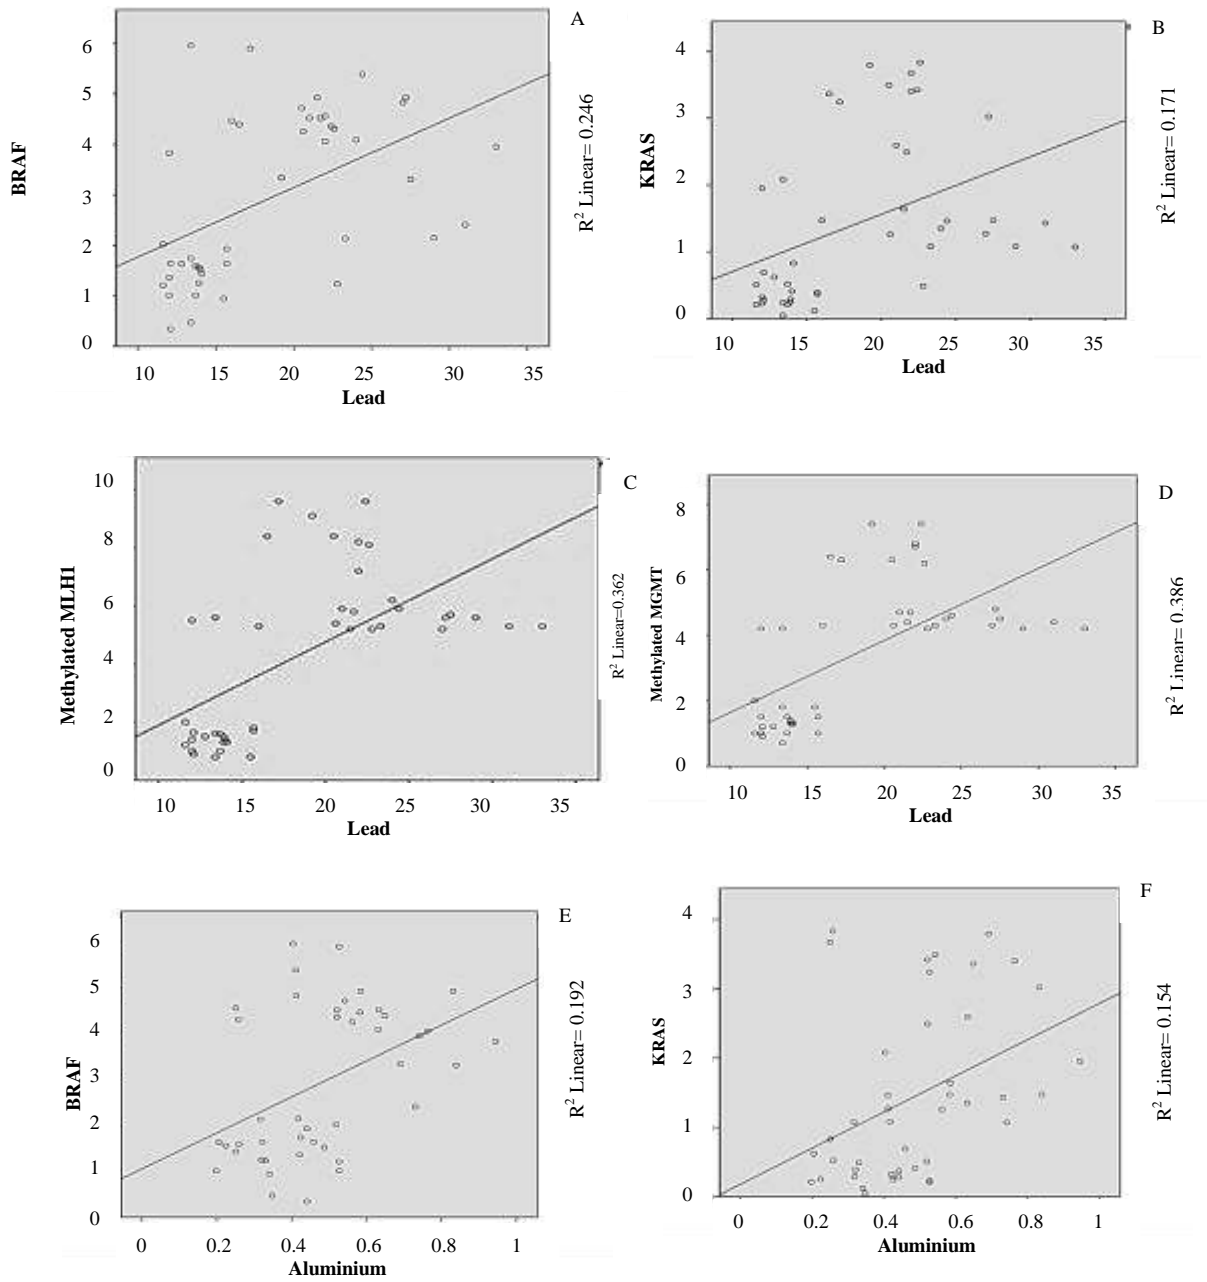 A
6
5
4
3
2
1
0
BRAF
R² Linear= 0.246
10 15 20 25 30 35
Lead
B
4
3
2
1
0
KRAS
R² Linear= 0.171
10 15 20 25 30 35
Lead
C
10
8
6
4
2
0
Methylated MLH1
R² Linear=0.362
10 15 20 25 30 35
Lead
D
8
6
4
2
0
Methylated MGMT
R² Linear= 0.386
10 15 20 25 30 35
Lead
E
6
5
4
3
2
1
0
BRAF
R² Linear= 0.192
0 0.2 0.4 0.6 0.8 1
Aluminium
F
4
3
2
1
0
KRAS
R² Linear= 0.154
0 0.2 0.4 0.6 0.8 1
Aluminium